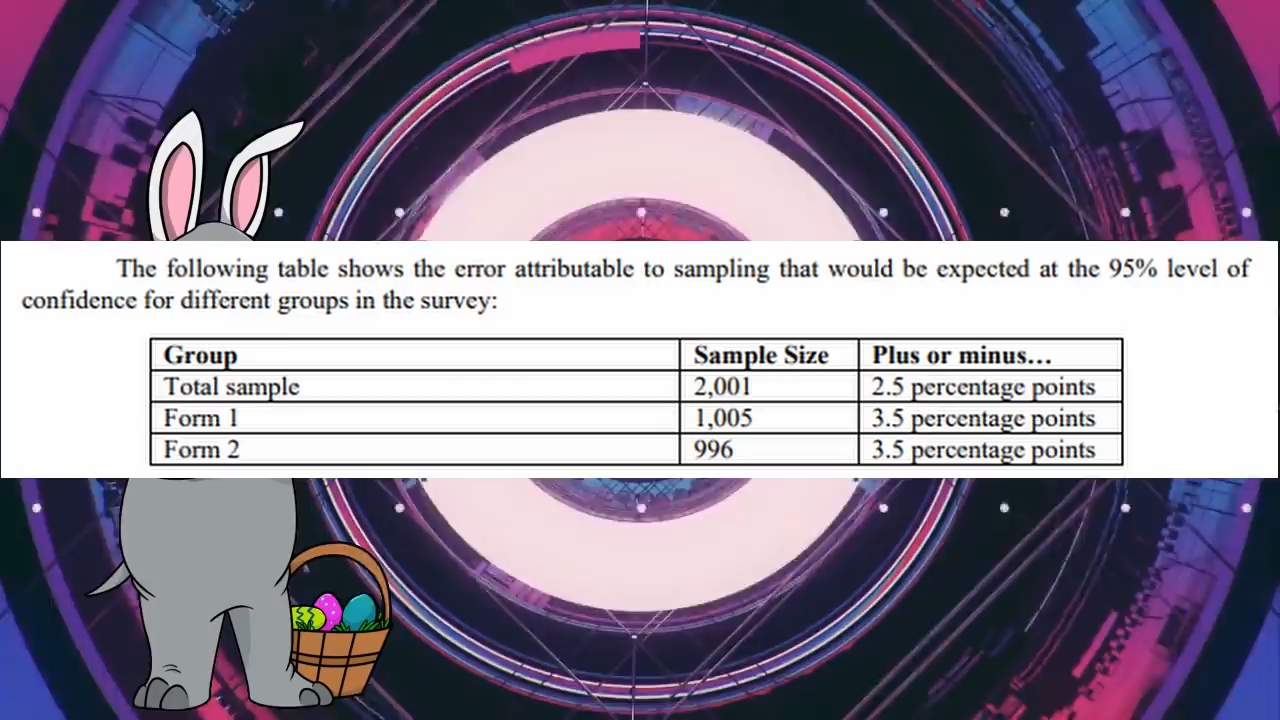 The following table shows the error attributable to sampling that would be expected at the 95% level of
confidence for different groups in the survey:
Group Sample Size Plus or minus…
Total sample 2,001 2.5 percentage points
Form 1 1,005 3.5 percentage points
Form 2 996 3.5 percentage points